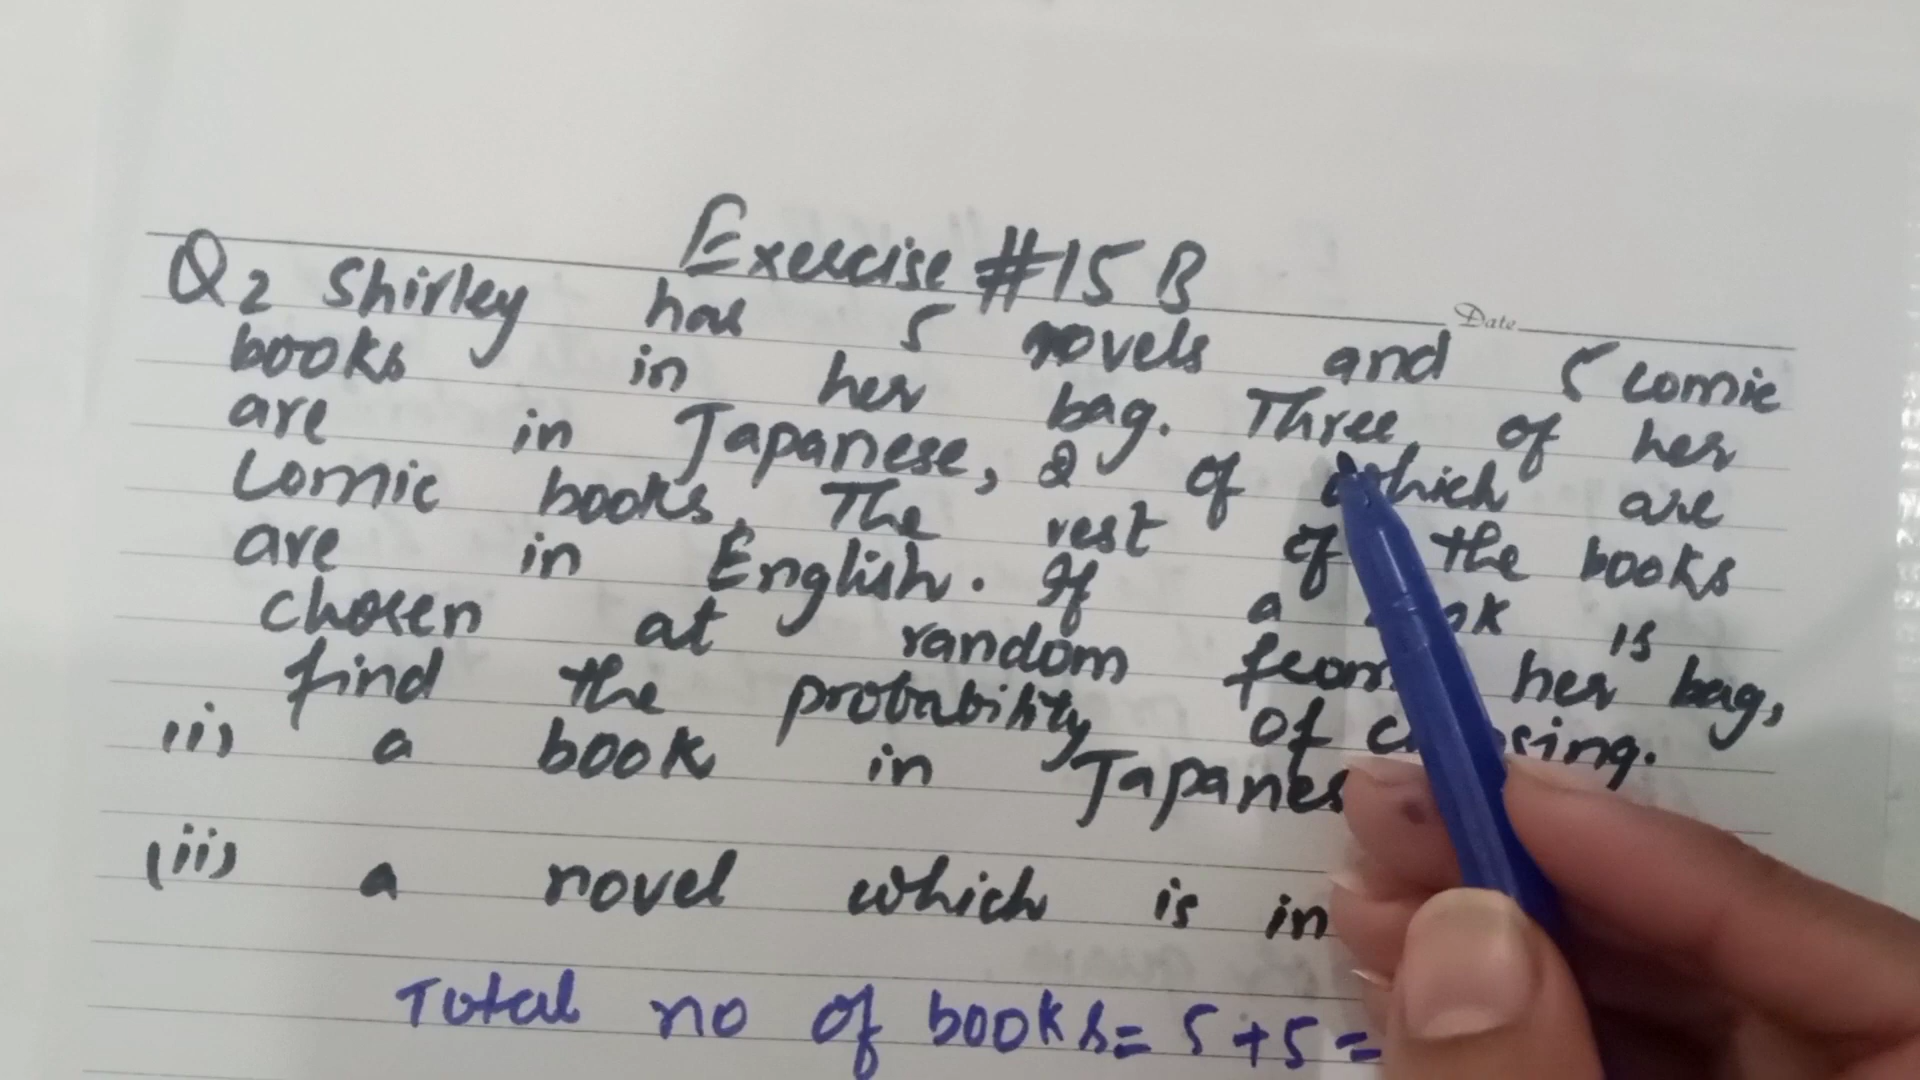 Exercise #15 B
Date
Q2 Shirley has 5 novels and 5 comic
books in her bag. Three of her
are in Japanese, 2 of which are
comic books. The rest of the books
are in English. If a is
chosen at random from her bag,
find the probability of
(i) a book in
(ii) a novel which is in
Total no of books= 5+5=